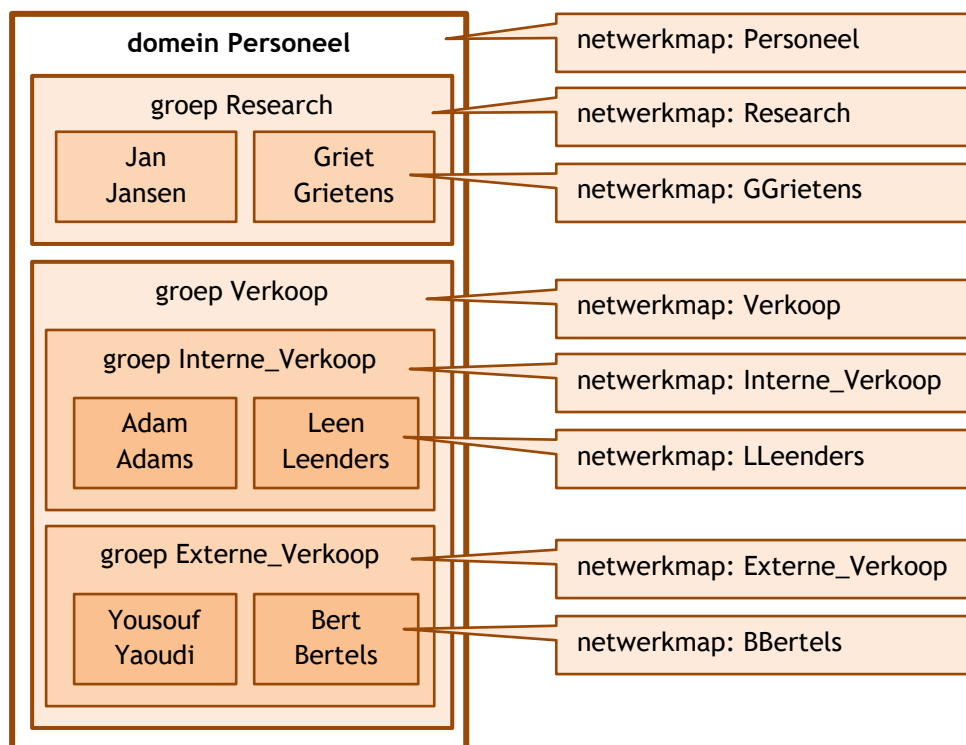 domein Personeel
netwerkmap: Personeel
groep Research
netwerkmap: Research
Jan
Jansen
Griet
Grietens
netwerkmap: GGrietens
groep Verkoop
netwerkmap: Verkoop
groep Interne_Verkoop
netwerkmap: Interne_Verkoop
Adam
Adams
Leen
Leenders
netwerkmap: LLeenders
groep Externe_Verkoop
netwerkmap: Externe_Verkoop
Yousouf
Yaoudi
Bert
Bertels
netwerkmap: BBertels